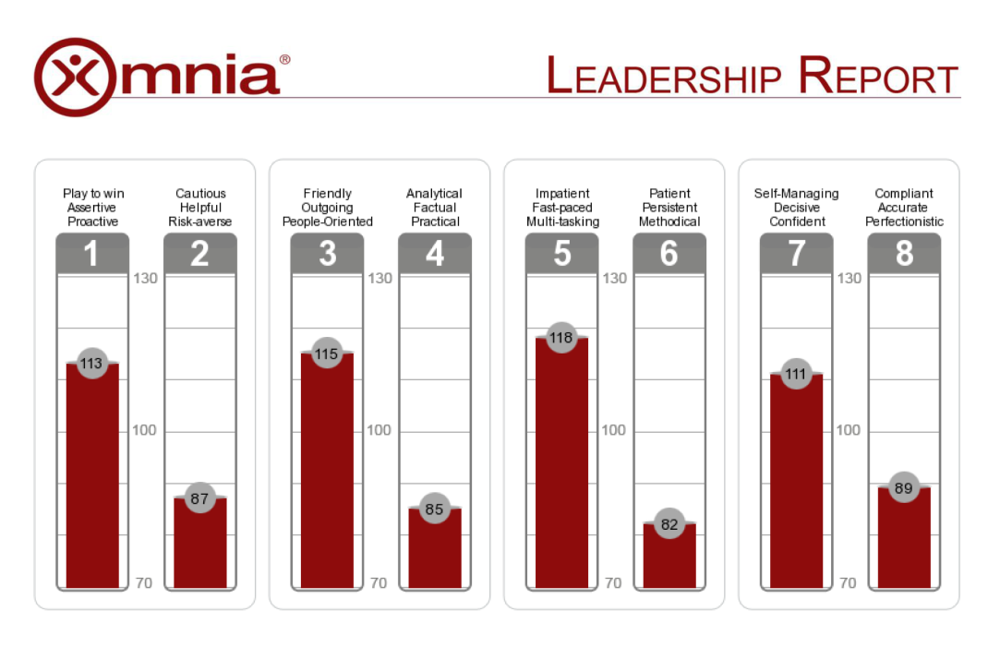 Omnia®
LEADERSHIP REPORT
Play to win
Assertive
Proactive
1
Cautious
Helpful
Risk-averse
2
130
100
70
113
87
Friendly
Outgoing
People-Oriented
3
Analytical
Factual
Practical
4
130
100
70
115
85
Impatient
Fast-paced
Multi-tasking
5
Patient
Persistent
Methodical
6
130
100
70
118
82
Self-Managing
Decisive
Confident
7
Compliant
Accurate
Perfectionistic
8
130
100
70
111
89